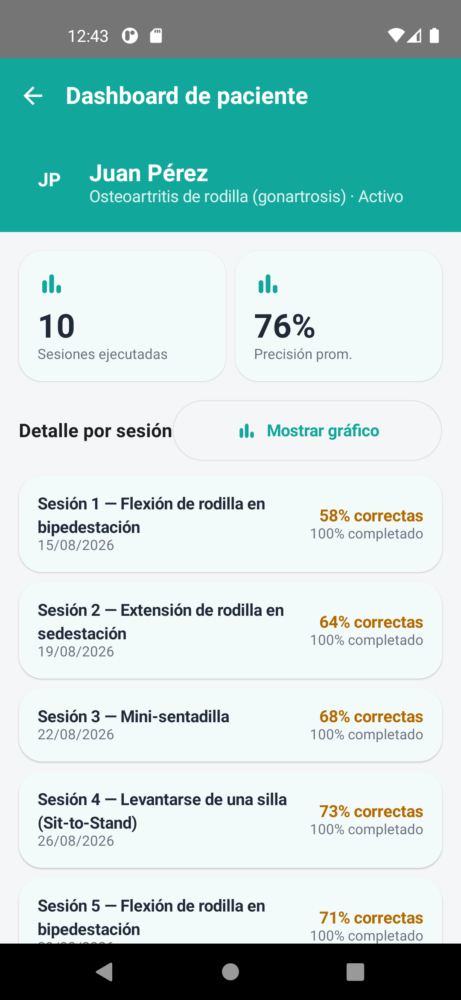 12:43
Dashboard de paciente
JP
Juan Pérez
Osteoartritis de rodilla (gonartrosis) · Activo
10
Sesiones ejecutadas
76%
Precisión prom.
Detalle por sesión
Mostrar gráfico
Sesión 1 — Flexión de rodilla en
bipedestación
15/08/2026
58% correctas
100% completado
Sesión 2 — Extensión de rodilla en
sedestación
19/08/2026
64% correctas
100% completado
Sesión 3 — Mini-sentadilla
22/08/2026
68% correctas
100% completado
Sesión 4 — Levantarse de una silla
(Sit-to-Stand)
26/08/2026
73% correctas
100% completado
Sesión 5 — Flexión de rodilla en
bipedestación
71% correctas
100% completado